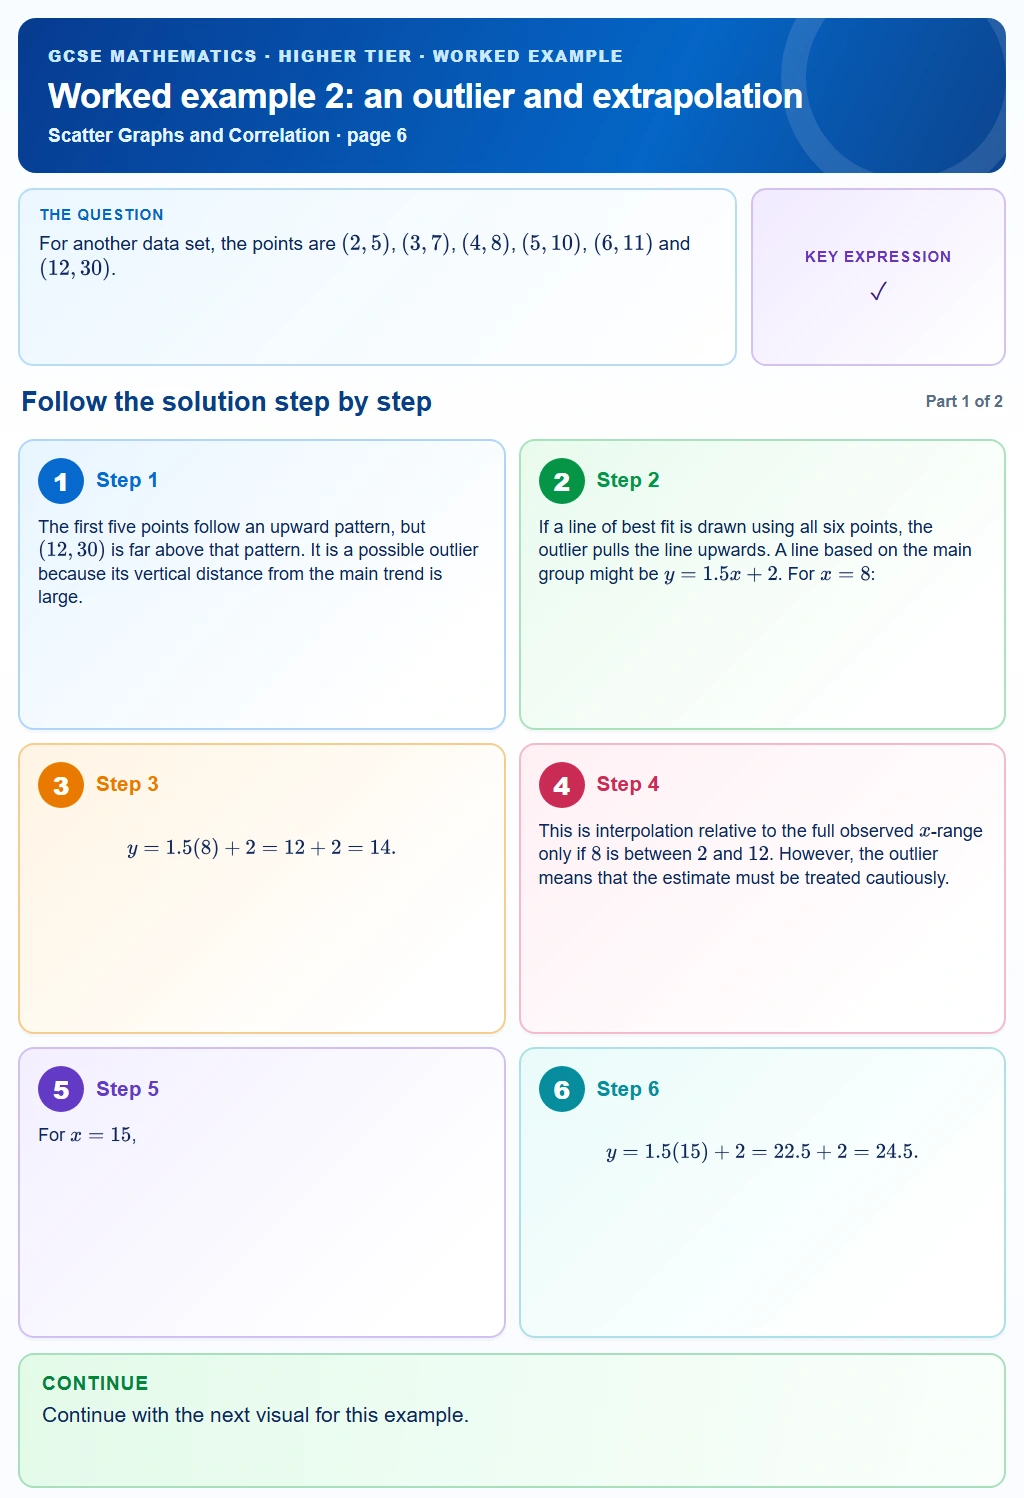 GCSE MATHEMATICS · HIGHER TIER · WORKED EXAMPLE
Worked example 2: an outlier and extrapolation
Scatter Graphs and Correlation · page 6
THE QUESTION
For another data set, the points are (2, 5), (3, 7), (4, 8), (5, 10), (6, 11) and
(12, 30).
KEY EXPRESSION
✓
Follow the solution step by step
Part 1 of 2
1 Step 1
The first five points follow an upward pattern, but
(12, 30) is far above that pattern. It is a possible outlier
because its vertical distance from the main trend is
large.
2 Step 2
If a line of best fit is drawn using all six points, the
outlier pulls the line upwards. A line based on the main
group might be y = 1.5x + 2. For x = 8:
3 Step 3
y = 1.5(8) + 2 = 12 + 2 = 14.
4 Step 4
This is interpolation relative to the full observed x-range
only if 8 is between 2 and 12. However, the outlier
means that the estimate must be treated cautiously.
5 Step 5
For x = 15,
6 Step 6
y = 1.5(15) + 2 = 22.5 + 2 = 24.5.
CONTINUE
Continue with the next visual for this example.